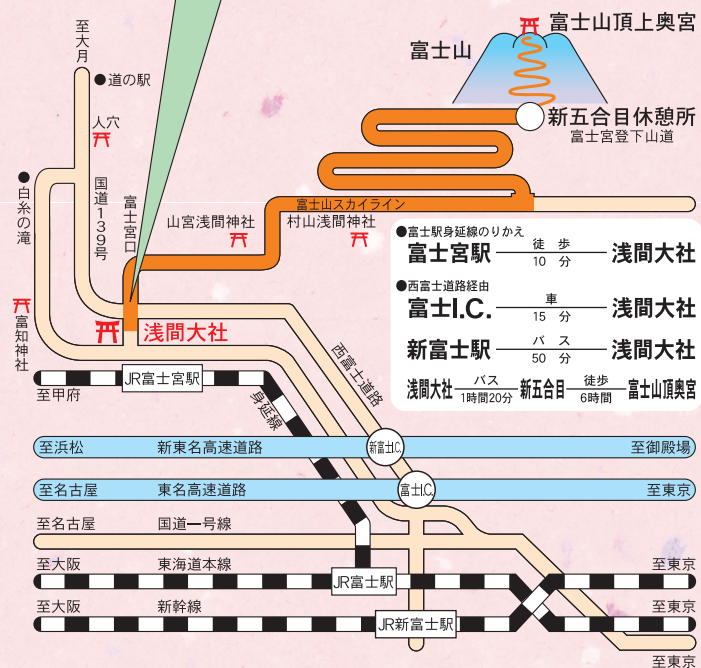 至大月
●道の駅
人穴
●白糸の滝
国道139号
富士宮口
富知神社
浅間大社
山宮浅間神社
村山浅間神社
富士山スカイライン
富士山頂上奥宮
富士山
新五合目休憩所
富士宮登下山道
●富士駅身延線のりかえ
富士宮駅 徒歩 10分 浅間大社
●西富士道路経由
富士I.C. 車 15分 浅間大社
新富士駅 バス 50分 浅間大社
浅間大社 バス 1時間20分 新五合目 徒歩 6時間 富士山頂奥宮
JR富士宮駅
至甲府
身延線
西富士道路
至浜松 新東名高速道路 新富士I.C. 至御殿場
至名古屋 東名高速道路 富士I.C. 至東京
至名古屋 国道一号線
至大阪 東海道本線 JR富士駅 至東京
至大阪 新幹線 JR新富士駅 至東京
至東京